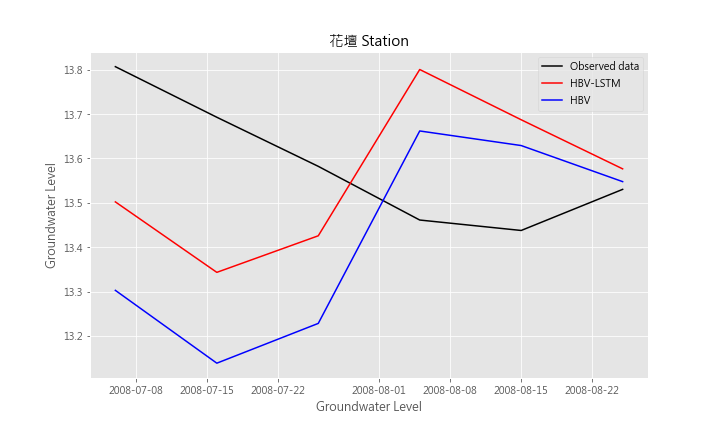 花壇 Station
Observed data
HBV-LSTM
HBV
Groundwater Level
13.8
13.7
13.6
13.5
13.4
13.3
13.2
2008-07-08 2008-07-15 2008-07-22 2008-08-01 2008-08-08 2008-08-15 2008-08-22
Groundwater Level